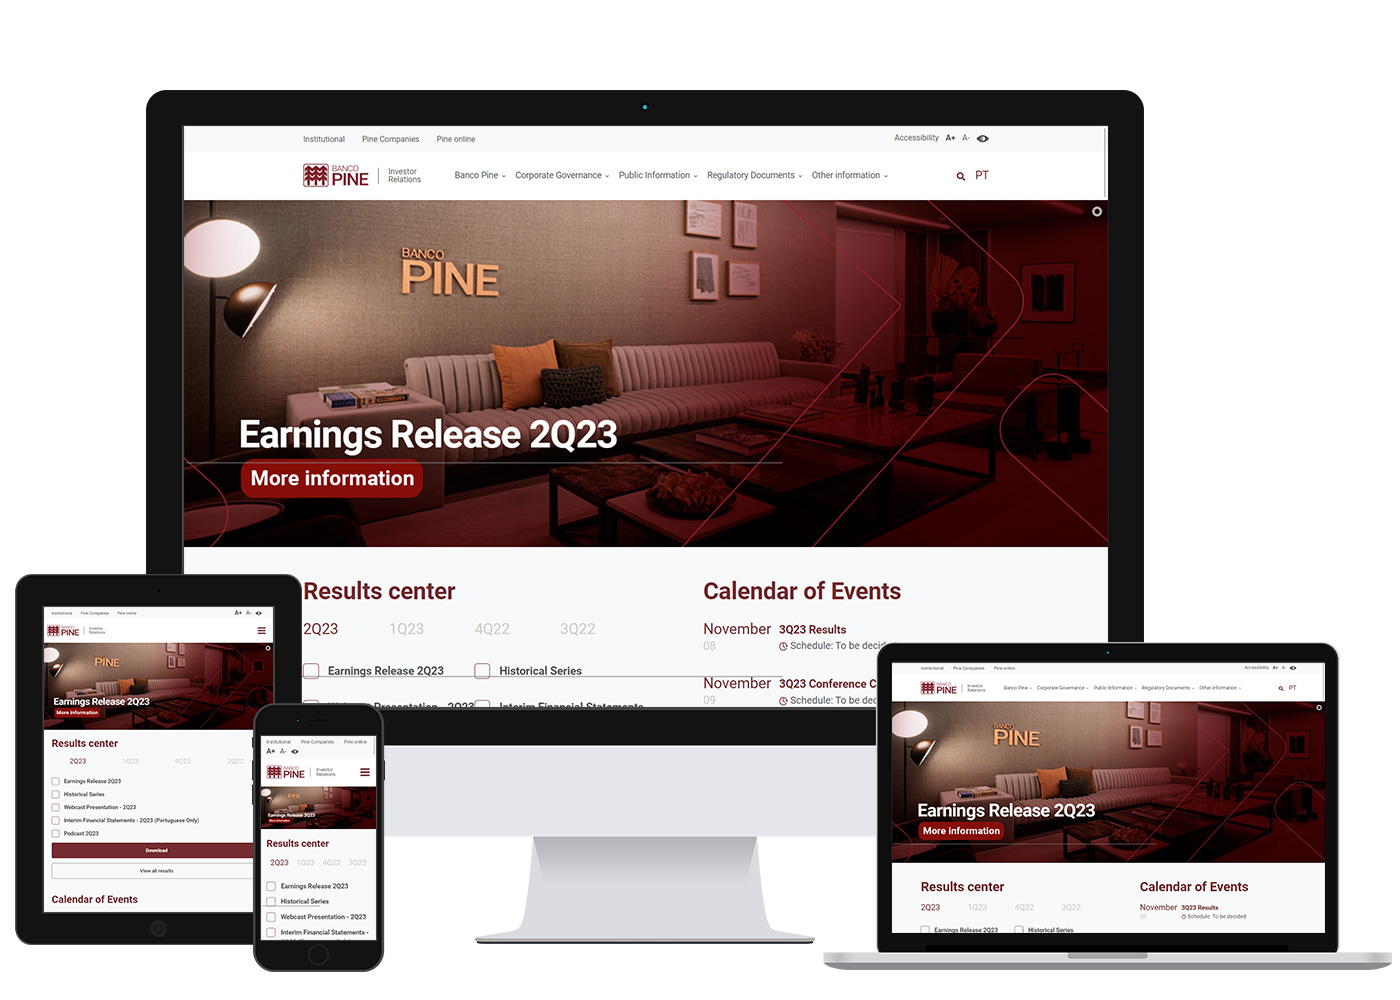 Institutional Pine Companies Pine online Accessibility A+ A-
BANCO
PINE
Investor
Relations
Banco Pine Corporate Governance Public Information Regulatory Documents Other information PT
BANCO
PINE
Earnings Release 2Q23
More information
Results center
2Q23 1Q23 4Q22 3Q22
Earnings Release 2Q23 Historical Series
Webcast Presentation - 2Q23 Interim Financial Statements
Calendar of Events
November 3Q23 Results
08 Schedule: To be decid
November 3Q23 Conference C
09 Schedule: To be
Institutional Pine Companies Pine online A+ A-
BANCO
PINE
Investor
Relations
PINE
Earnings Release 2Q23
More information
Results center
2Q23 1Q23 4Q22 3Q22
Earnings Release 2Q23
Historical Series
Webcast Presentation - 2Q23
Interim Financial Statements - 2Q23 (Portuguese Only)
Podcast 2Q23
Download
View all results
Calendar of Events
Institutional Pine Companies Pine online
A+ A-
BANCO
PINE
Investor
Relations
PINE
Earnings Release 2Q23
More information
Results center
2Q23 1Q23 4Q22 3Q22
Earnings Release 2Q23
Historical Series
Webcast Presentation - 2Q23
Interim Financial Statements -
Institutional Pine Companies Pine online Accessibility A+ A-
BANCO
PINE
Investor
Relations
Banco Pine Corporate Governance Public Information Regulatory Documents Other information PT
BANCO
PINE
Earnings Release 2Q23
More information
Results center
2Q23 1Q23 4Q22 3Q22
Earnings Release 2Q23 Historical Series
Calendar of Events
November 3Q23 Results
08 Schedule: To be decided